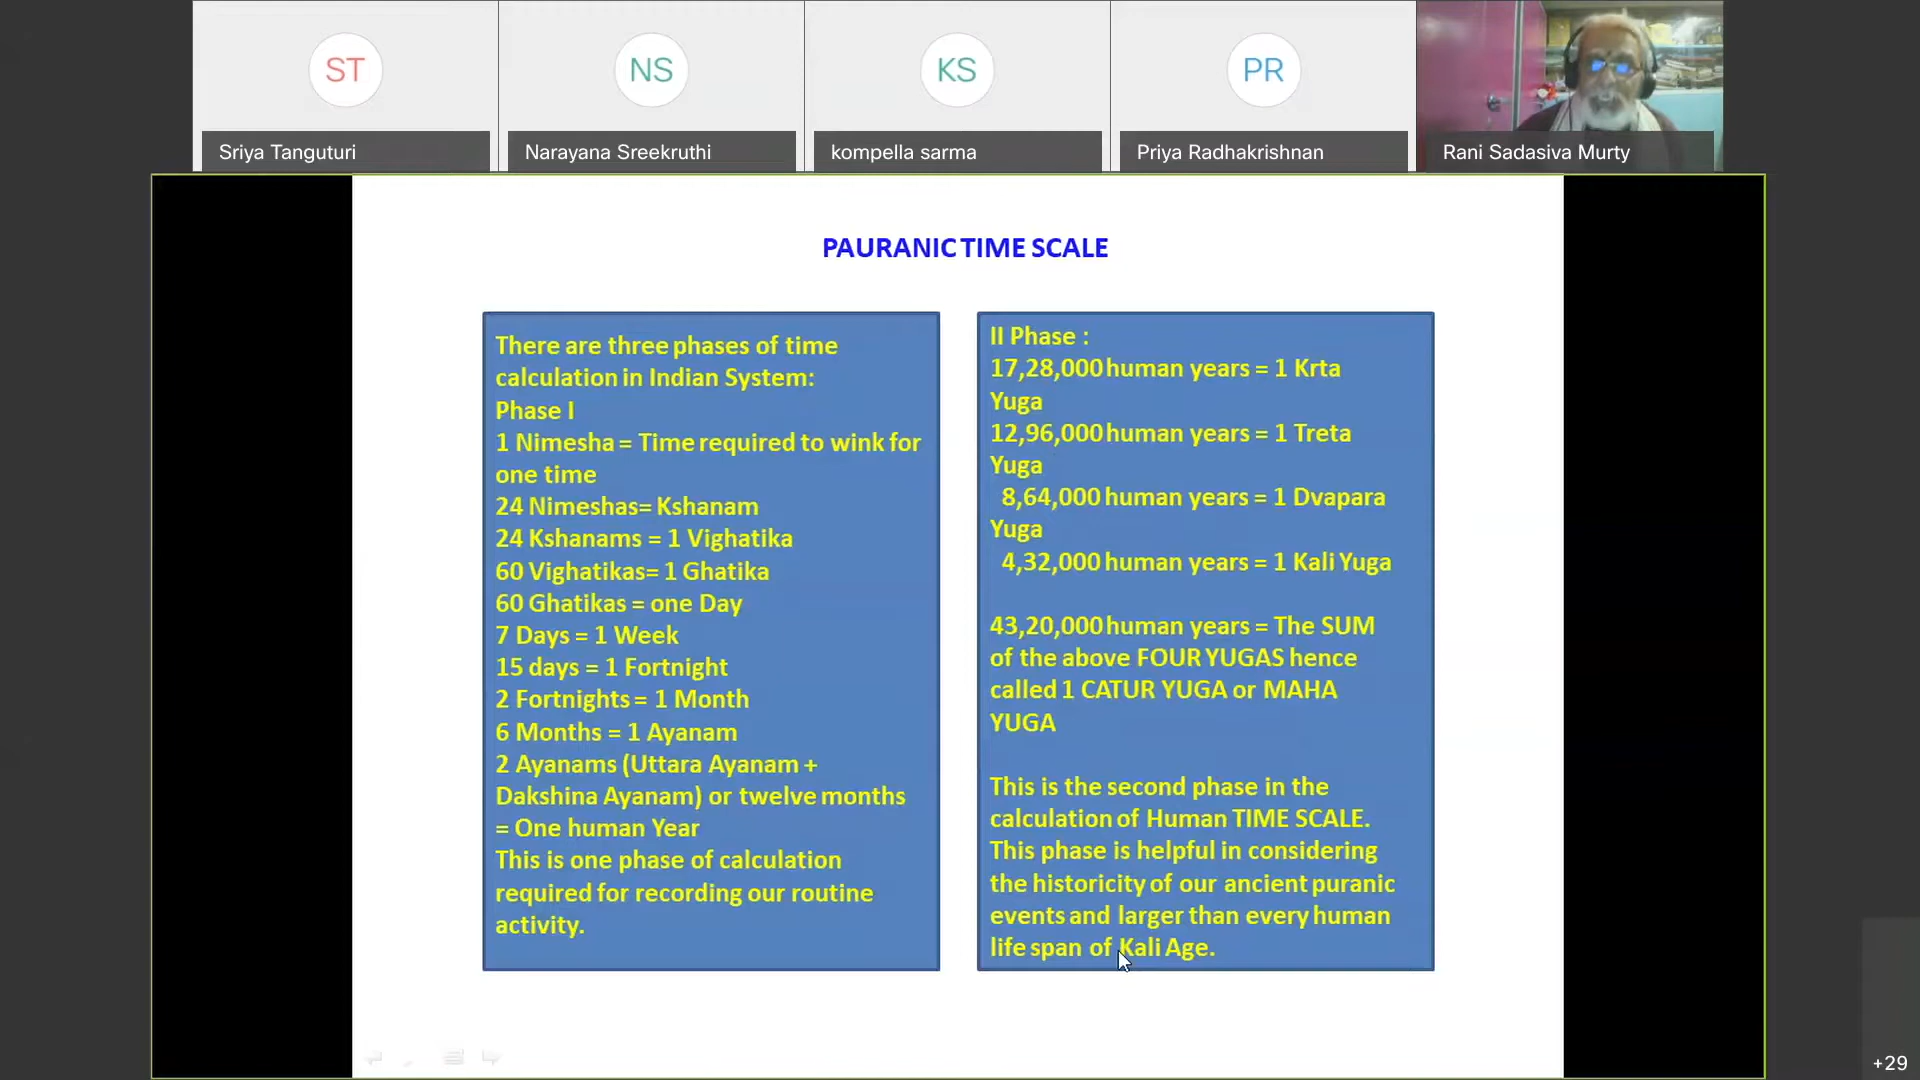 ST
NS
KS
PR
Sriya Tanguturi
Narayana Sreekruthi
kompella sarma
Priya Radhakrishnan
Rani Sadasiva Murty
PAURANIC TIME SCALE
There are three phases of time
calculation in Indian System:
Phase I
1 Nimesha = Time required to wink for
one time
24 Nimeshas= Kshanam
24 Kshanams = 1 Vighatika
60 Vighatikas= 1 Ghatika
60 Ghatikas = one Day
7 Days = 1 Week
15 days = 1 Fortnight
2 Fortnights = 1 Month
6 Months = 1 Ayanam
2 Ayanams (Uttara Ayanam +
Dakshina Ayanam) or twelve months
= One human Year
This is one phase of calculation
required for recording our routine
activity.
II Phase :
17,28,000 human years = 1 Krta
Yuga
12,96,000 human years = 1 Treta
Yuga
8,64,000 human years = 1 Dvapara
Yuga
4,32,000 human years = 1 Kali Yuga
43,20,000 human years = The SUM
of the above FOUR YUGAS hence
called 1 CATUR YUGA or MAHA
YUGA
This is the second phase in the
calculation of Human TIME SCALE.
This phase is helpful in considering
the historicity of our ancient puranic
events and larger than every human
life span of Kali Age.
+29